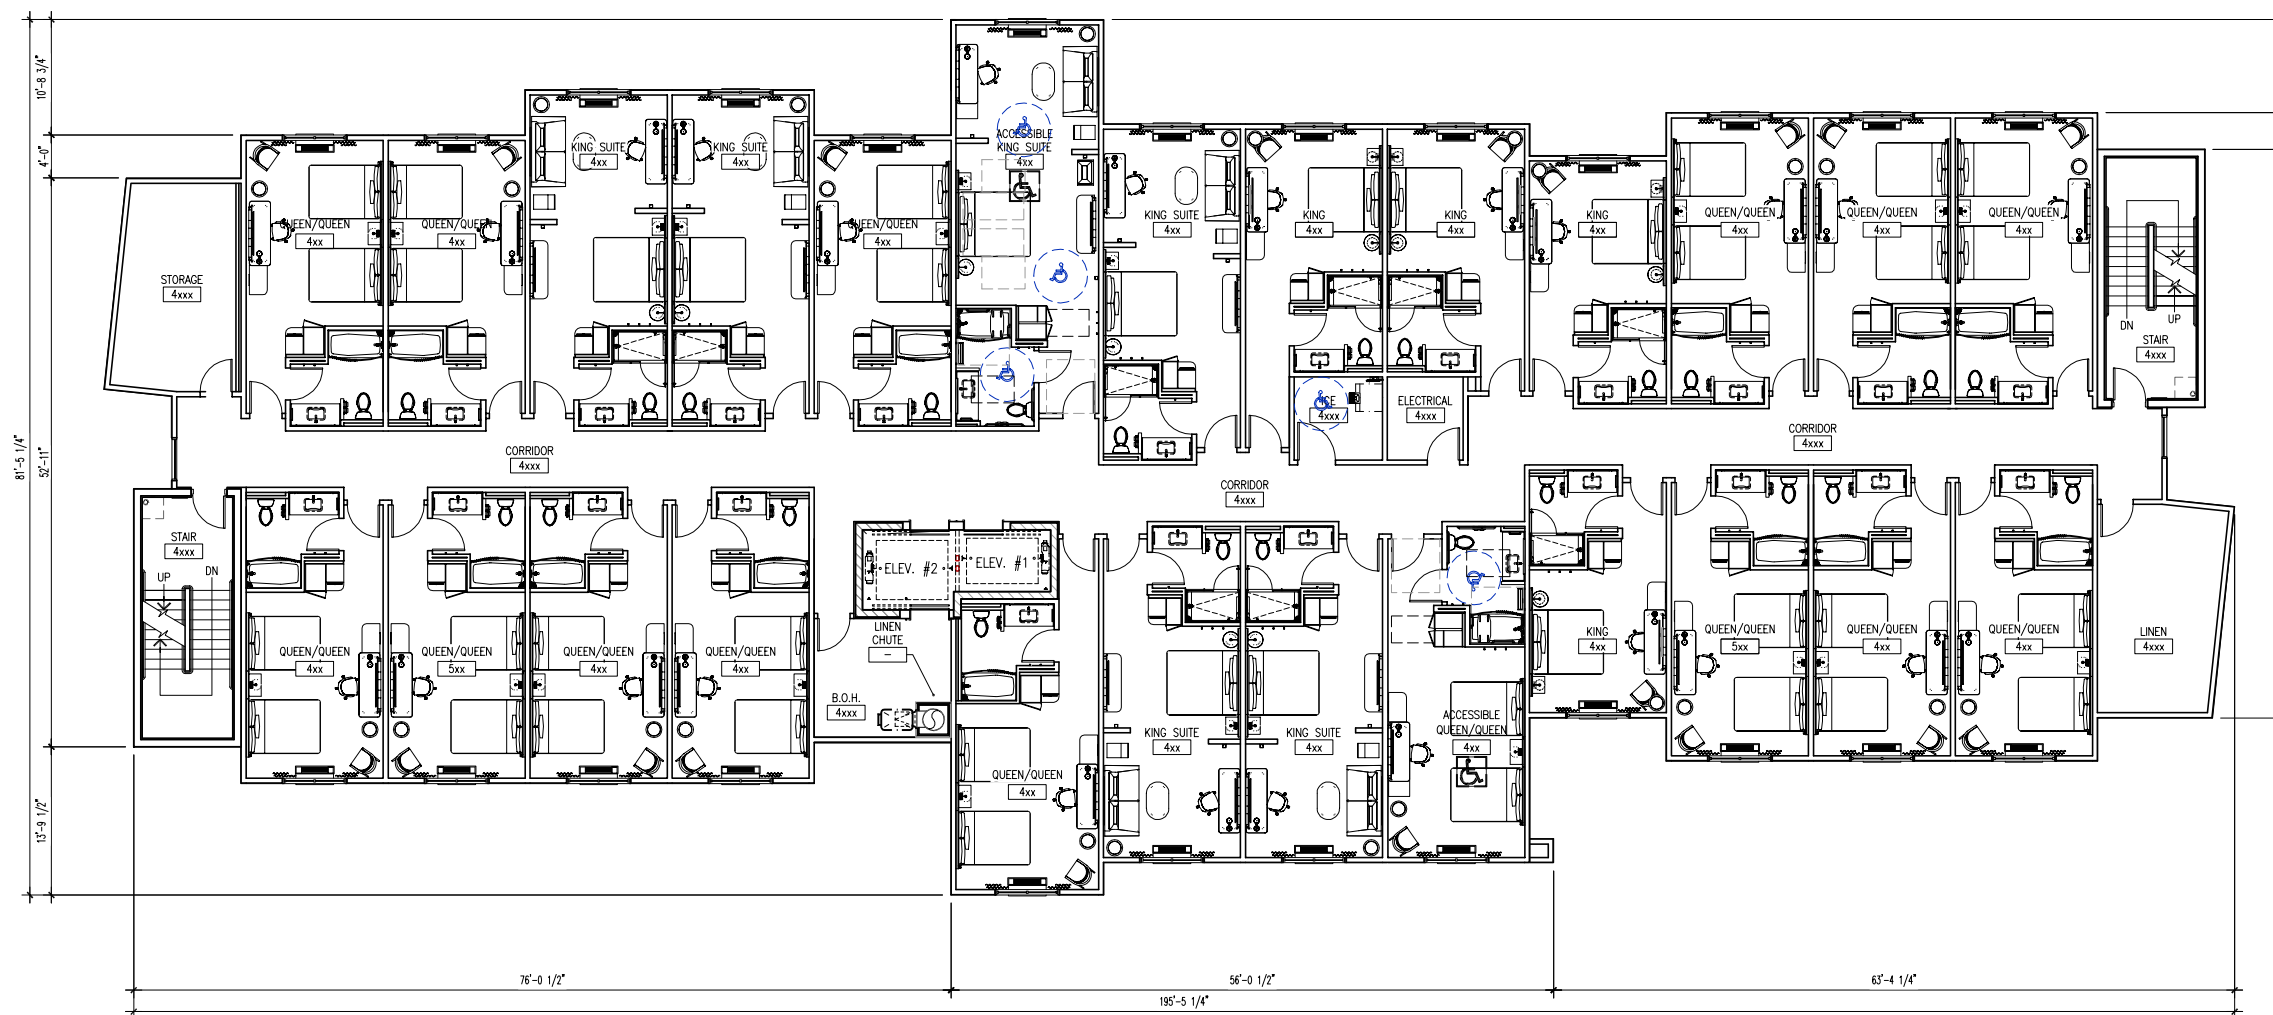 10'-8 3/4"
4'-0"
52'-11"
81'-5 1/4"
13'-9 1/2"
STORAGE
4xxx
QUEEN/QUEEN
4xx
QUEEN/QUEEN
4xx
KING SUITE
4xx
KING SUITE
4xx
QUEEN/QUEEN
4xx
ACCESSIBLE
KING SUITE
4xx
KING SUITE
4xx
KING
4xx
KING
4xx
KING
4xx
QUEEN/QUEEN
4xx
QUEEN/QUEEN
4xx
QUEEN/QUEEN
4xx
DN
UP
STAIR
4xxx
ICE
4xxx
ELECTRICAL
4xxx
CORRIDOR
4xxx
CORRIDOR
4xxx
CORRIDOR
4xxx
STAIR
4xxx
UP
DN
QUEEN/QUEEN
4xx
QUEEN/QUEEN
5xx
QUEEN/QUEEN
4xx
QUEEN/QUEEN
4xx
ELEV. #2
ELEV. #1
LINEN
CHUTE
–
B.O.H.
4xxx
QUEEN/QUEEN
4xx
KING SUITE
4xx
KING SUITE
4xx
ACCESSIBLE
QUEEN/QUEEN
4xx
KING
4xx
QUEEN/QUEEN
5xx
QUEEN/QUEEN
4xx
QUEEN/QUEEN
4xx
LINEN
4xxx
76'-0 1/2"
56'-0 1/2"
63'-4 1/4"
195'-5 1/4"